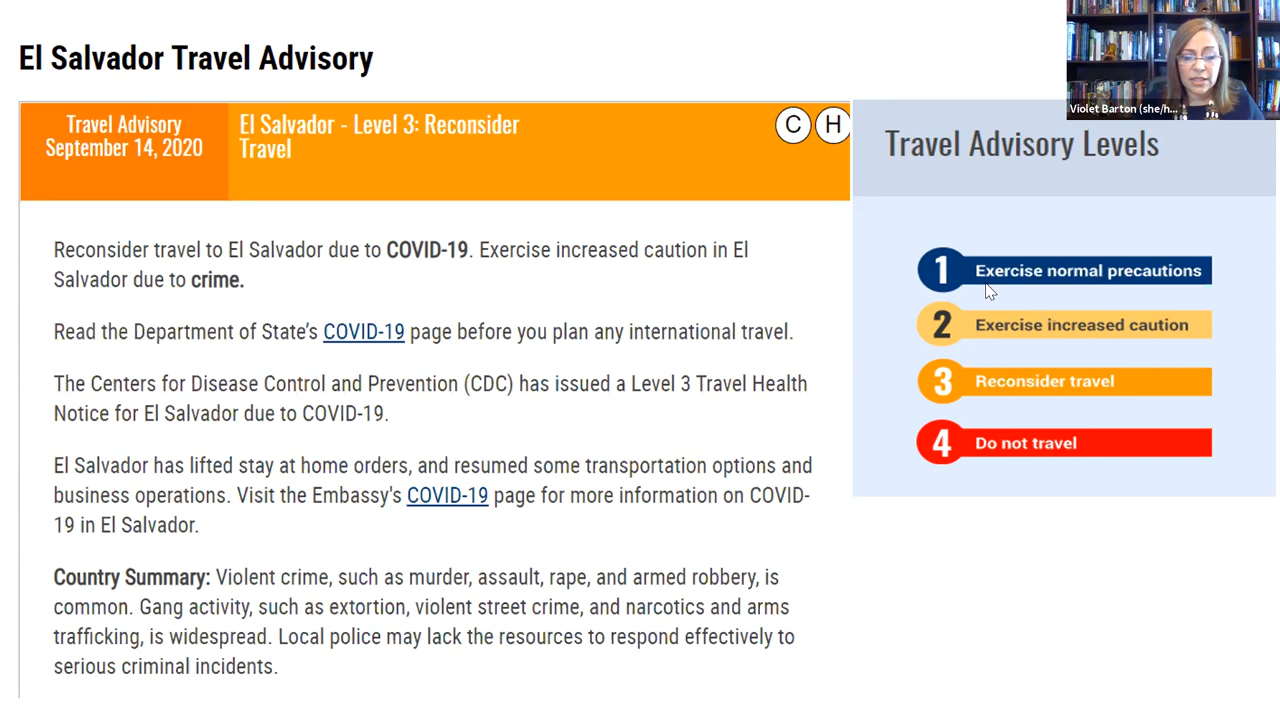 El Salvador Travel Advisory
Travel Advisory
September 14, 2020
El Salvador - Level 3: Reconsider
Travel
C H
Reconsider travel to El Salvador due to COVID-19. Exercise increased caution in El
Salvador due to crime.
Read the Department of State's COVID-19 page before you plan any international travel.
The Centers for Disease Control and Prevention (CDC) has issued a Level 3 Travel Health
Notice for El Salvador due to COVID-19.
El Salvador has lifted stay at home orders, and resumed some transportation options and
business operations. Visit the Embassy's COVID-19 page for more information on COVID-
19 in El Salvador.
Country Summary: Violent crime, such as murder, assault, rape, and armed robbery, is
common. Gang activity, such as extortion, violent street crime, and narcotics and arms
trafficking, is widespread. Local police may lack the resources to respond effectively to
serious criminal incidents.
Violet Barton (she/h...
Travel Advisory Levels
1 Exercise normal precautions
2 Exercise increased caution
3 Reconsider travel
4 Do not travel